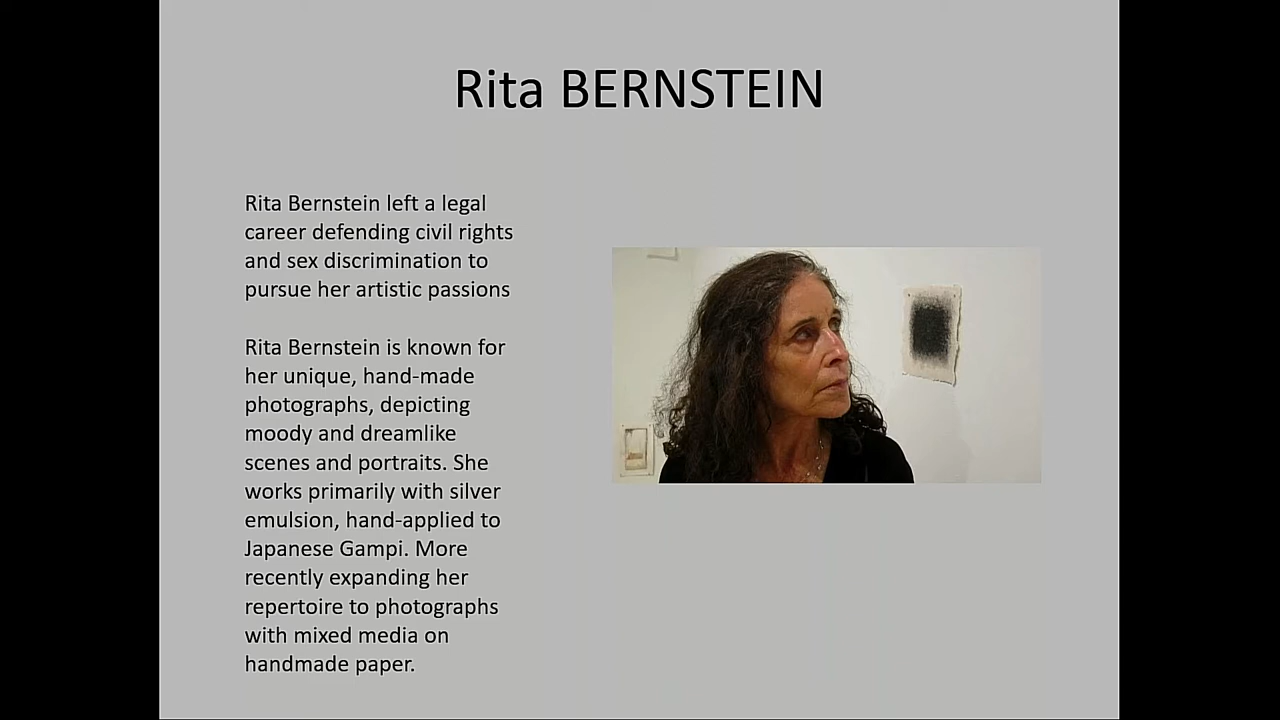 Rita BERNSTEIN
Rita Bernstein left a legal
career defending civil rights
and sex discrimination to
pursue her artistic passions
Rita Bernstein is known for
her unique, hand-made
photographs, depicting
moody and dreamlike
scenes and portraits. She
works primarily with silver
emulsion, hand-applied to
Japanese Gampi. More
recently expanding her
repertoire to photographs
with mixed media on
handmade paper.